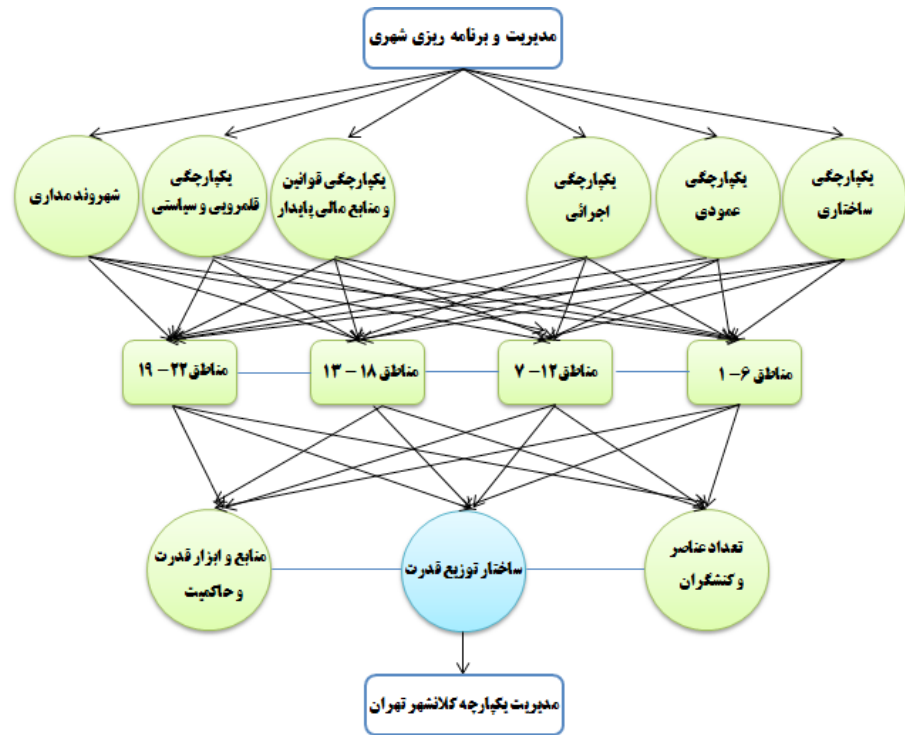 مدیریت و برنامه ریزی شهری
یکپارچگی
ساختاری
یکپارچگی
عمودی
یکپارچگی
اجرائی
یکپارچگی قوانین
و منابع مالی پایدار
یکپارچگی
قلمرویی و سیاستی
شهروند مداری
مناطق ۶ - ۱
مناطق ۱۲ - ۷
مناطق ۱۸ - ۱۳
مناطق ۲۲ - ۱۹
تعداد عناصر
و کنشگران
ساختار توزیع قدرت
منابع و ابزار قدرت
و حاکمیت
مدیریت یکپارچه کلانشهر تهران